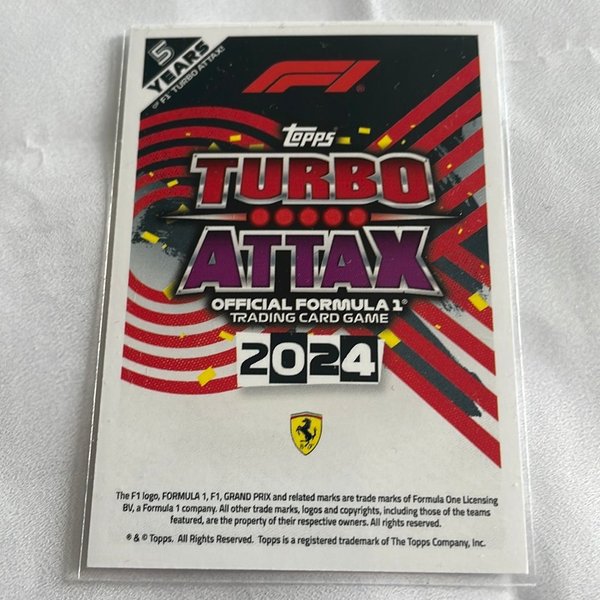 5
YEARS
OF F1 TURBO ATTAX!
F1®
Topps
TURBO
ATTAX
OFFICIAL FORMULA 1®
TRADING CARD GAME
2024
The F1 logo, FORMULA 1, F1, GRAND PRIX and related marks are trade marks of Formula One Licensing
BV, a Formula 1 company. All other trade marks, logos and copyrights, including those of the teams
featured, are the property of their respective owners. All rights reserved.
® & © Topps. All Rights Reserved. Topps is a registered trademark of The Topps Company, Inc.